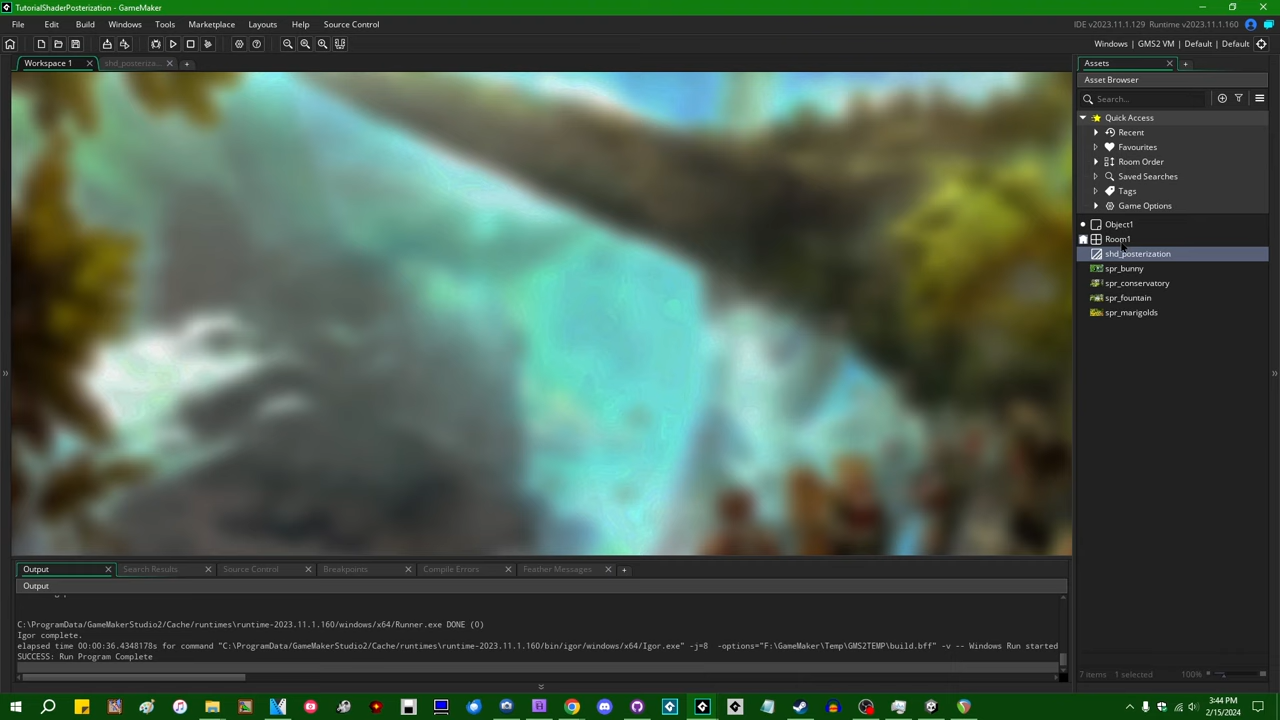 TutorialShaderPosterization - GameMaker
File Edit Build Windows Tools Marketplace Layouts Help Source Control
IDE v2023.11.1.129 Runtime v2023.11.1.160
Windows | GMS2 VM | Default | Default
Workspace 1
shd_posteriza...
Assets
Asset Browser
Search...
Quick Access
Recent
Favourites
Room Order
Saved Searches
Tags
Game Options
Object1
Room1
shd_posterization
spr_bunny
spr_conservatory
spr_fountain
spr_marigolds
Output Search Results Source Control Breakpoints Compile Errors Feather Messages
Output
C:\ProgramData/GameMakerStudio2/Cache/runtimes\runtime-2023.11.1.160/windows/x64/Runner.exe DONE (0)
Igor complete.
elapsed time 00:00:36.4348178s for command "C:\ProgramData/GameMakerStudio2/Cache/runtimes\runtime-2023.11.1.160/bin/igor/windows/x64/Igor.exe" -j=8 -options="F:\GameMaker\Temp\GMS2TEMP\build.bff" -v -- Windows Run started
SUCCESS: Run Program Complete
7 items 1 selected 100%
3:44 PM
2/15/2024